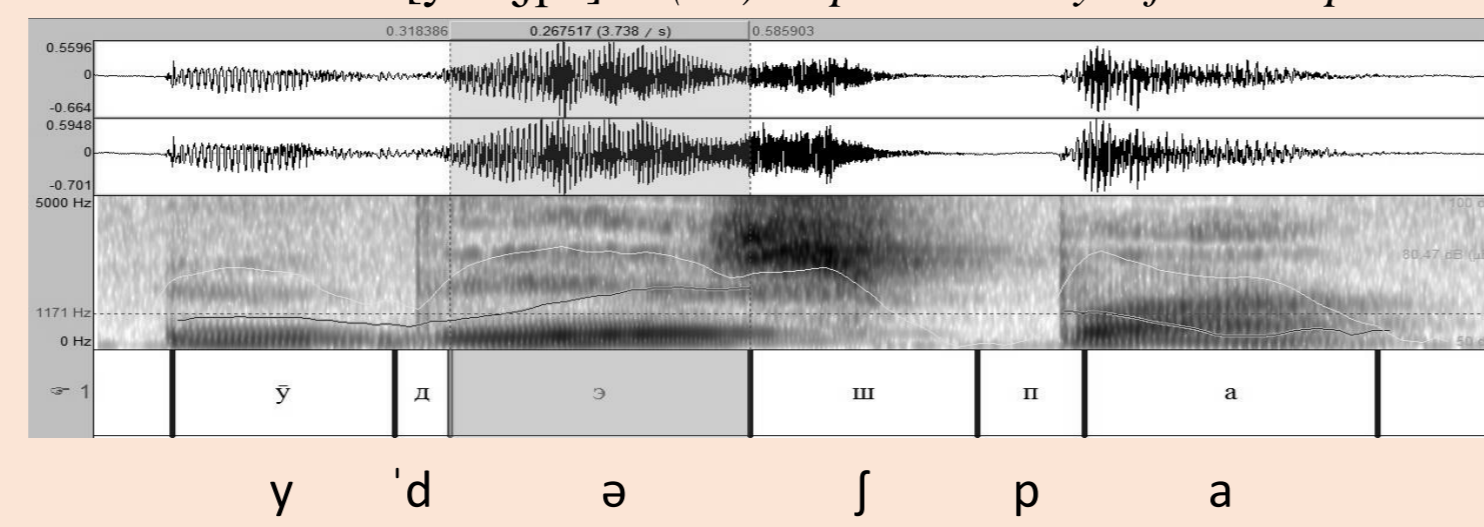 0.318386 0.267517 (3.738 / s) 0.585903
0.5596
0
-0.664
0.5948
0
-0.701
5000 Hz
80.47 dB
1171 Hz
0 Hz
☞ 1 ӯ д э ш п а
y ˈd ə ʃ p a